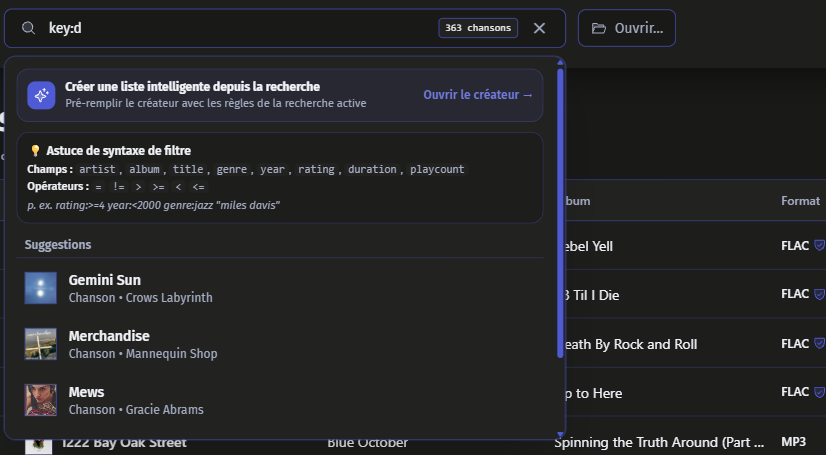 key:d
363 chansons
Ouvrir...
Créer une liste intelligente depuis la recherche
Pré-remplir le créateur avec les règles de la recherche active
Ouvrir le créateur →
💡 Astuce de syntaxe de filtre
Champs : artist, album, title, genre, year, rating, duration, playcount
Opérateurs : = != > >= < <=
p. ex. rating:>=4 year:<2000 genre:jazz "miles davis"
Suggestions
Gemini Sun
Chanson • Crows Labyrinth
Merchandise
Chanson • Mannequin Shop
Mews
Chanson • Gracie Abrams
bum Format
ebel Yell FLAC
3 Til I Die FLAC
eath By Rock and Roll FLAC
p to Here FLAC
1222 Bay Oak Street Blue October Spinning the Truth Around (Part ... MP3